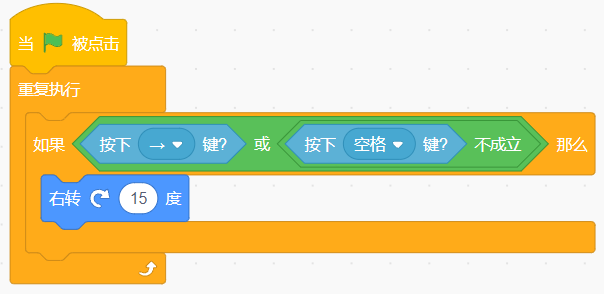 当 被点击
重复执行
如果 按下 → 键? 或 按下 空格 键? 不成立 那么
右转 15 度